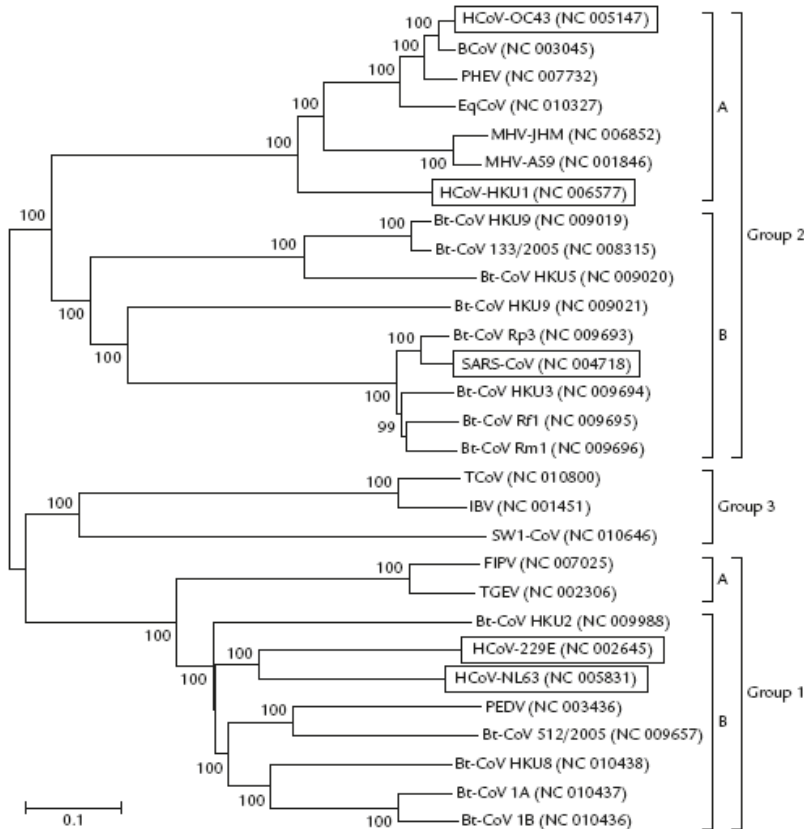 HCoV-OC43 (NC 005147)
100
BCoV (NC 003045)
100
100
PHEV (NC 007732)
100
EqCoV (NC 010327)
A
100
MHV-JHM (NC 006852)
100
MHV-A59 (NC 001846)
100
HCoV-HKU1 (NC 006577)
100
Bt-CoV HKU9 (NC 009019)
100
Group 2
100
Bt-CoV 133/2005 (NC 008315)
Bt-CoV HKU5 (NC 009020)
100
Bt-CoV HKU9 (NC 009021)
B
100
100
Bt-CoV Rp3 (NC 009693)
SARS-CoV (NC 004718)
100
Bt-CoV HKU3 (NC 009694)
99
Bt-CoV Rf1 (NC 009695)
Bt-CoV Rm1 (NC 009696)
100
TCoV (NC 010800)
100
IBV (NC 001451)
Group 3
SW1-CoV (NC 010646)
100
FIPV (NC 007025)
A
TGEV (NC 002306)
100
Bt-CoV HKU2 (NC 009988)
100
HCoV-229E (NC 002645)
100
HCoV-NL63 (NC 005831)
Group 1
100
PEDV (NC 003436)
B
Bt-CoV 512/2005 (NC 009657)
100
Bt-CoV HKU8 (NC 010438)
100
Bt-CoV 1A (NC 010437)
100
Bt-CoV 1B (NC 010436)
0.1